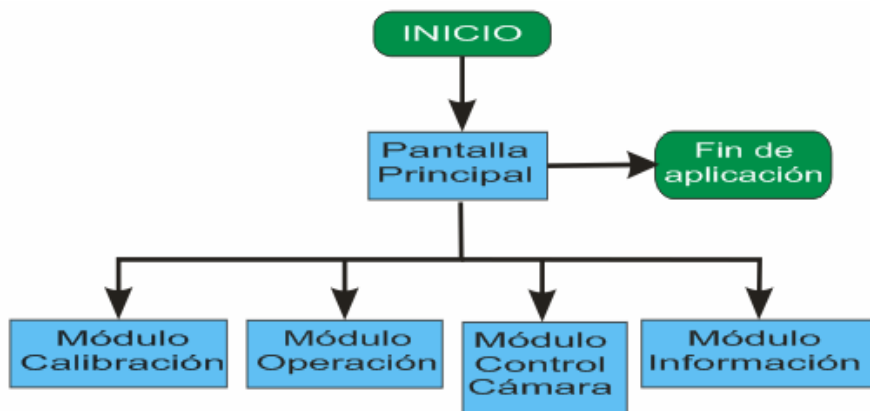 INICIO
Pantalla
Principal
Fin de
aplicación
Módulo
Calibración
Módulo
Operación
Módulo
Control
Cámara
Módulo
Información